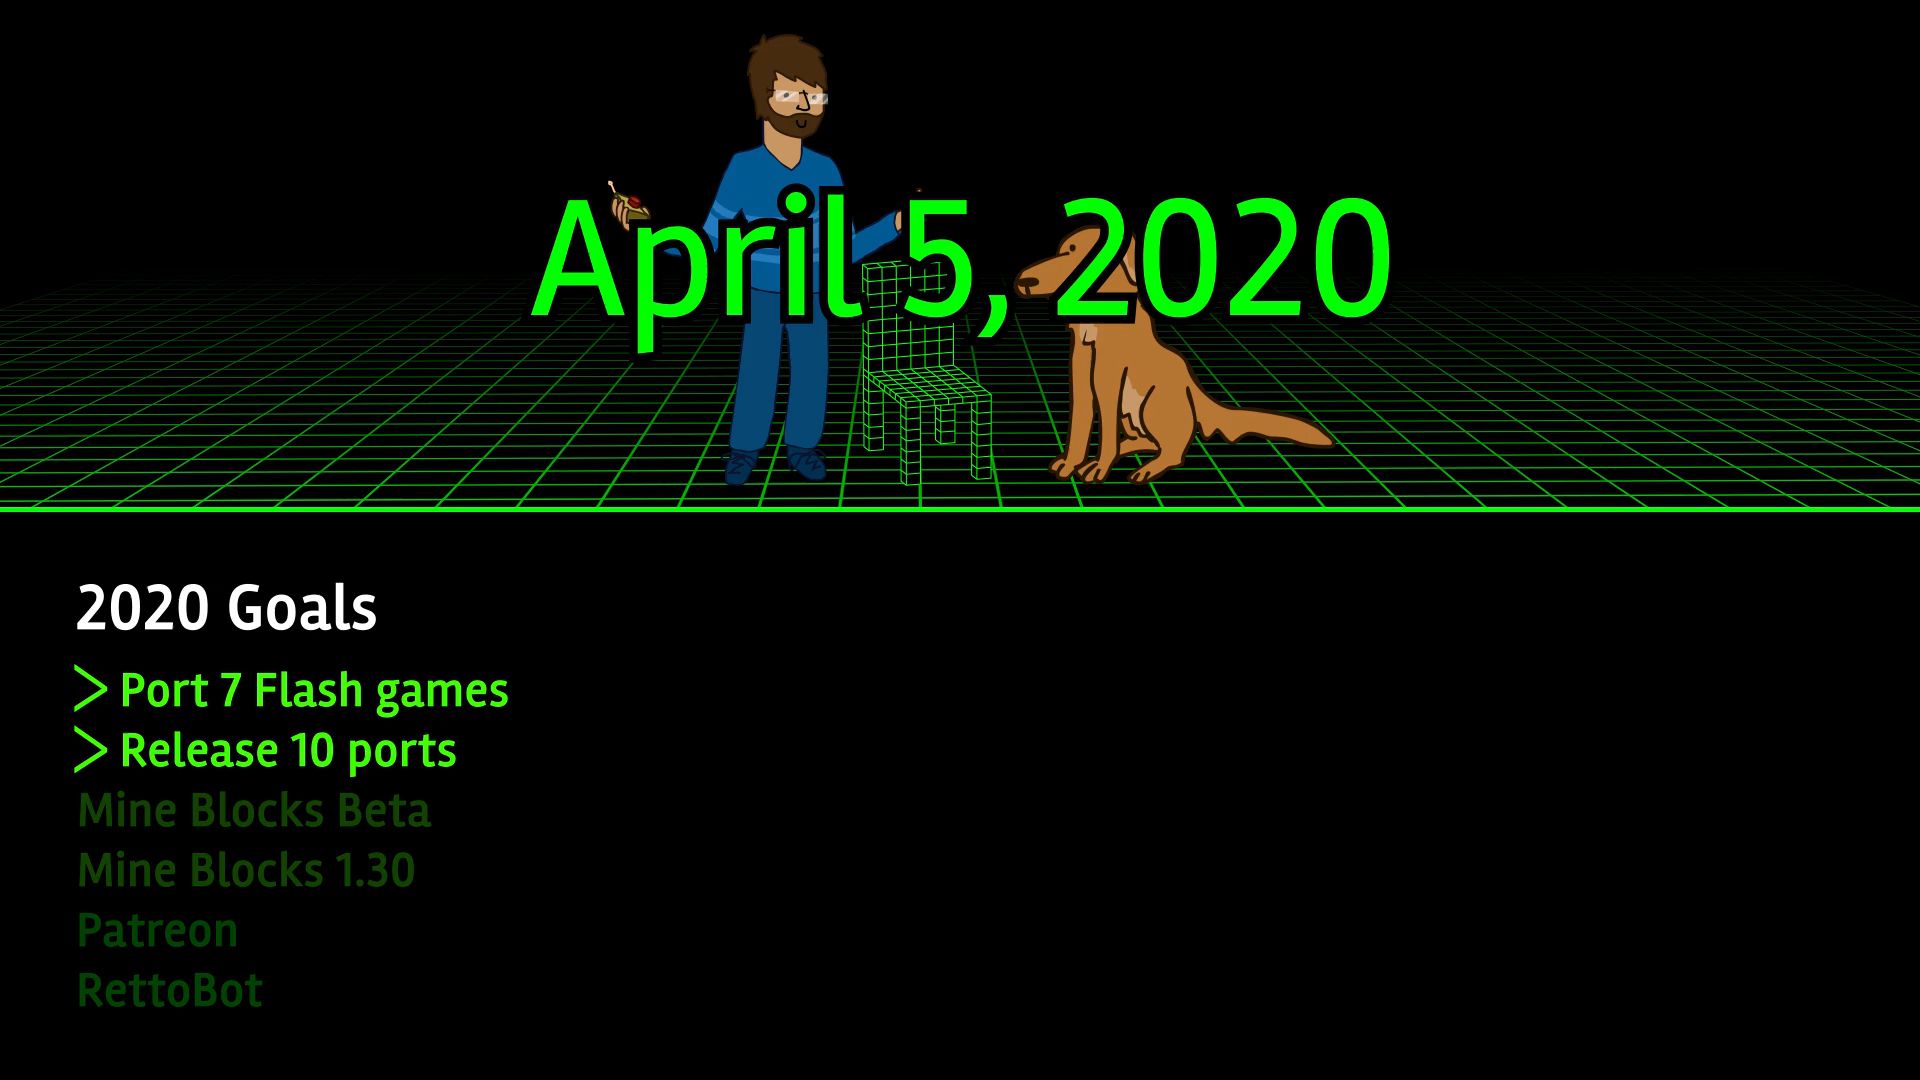 April 5, 2020
2020 Goals
> Port 7 Flash games
> Release 10 ports
Mine Blocks Beta
Mine Blocks 1.30
Patreon
RettoBot